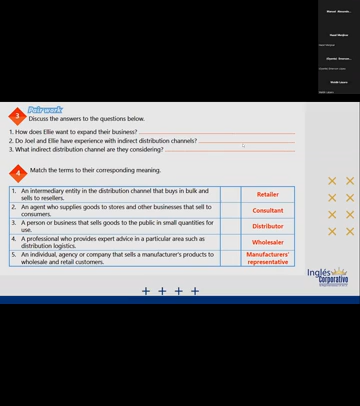 3
Pair work
Discuss the answers to the questions below.
1. How does Ellie want to expand their business?
2. Do Joel and Ellie have experience with indirect distribution channels?
3. What indirect distribution channel are they considering?
4
Match the terms to their corresponding meaning.
1. An intermediary entity in the distribution channel that buys in bulk and sells to resellers.
Retailer
2. An agent who supplies goods to stores and other businesses that sell to consumers.
Consultant
3. A person or business that sells goods to the public in small quantities for use.
Distributor
4. A professional who provides expert advice in a particular area such as distribution logistics.
Wholesaler
5. An individual, agency or company that sells a manufacturer's products to wholesale and retail customers.
Manufacturers' representative
Inglés
Corporativo